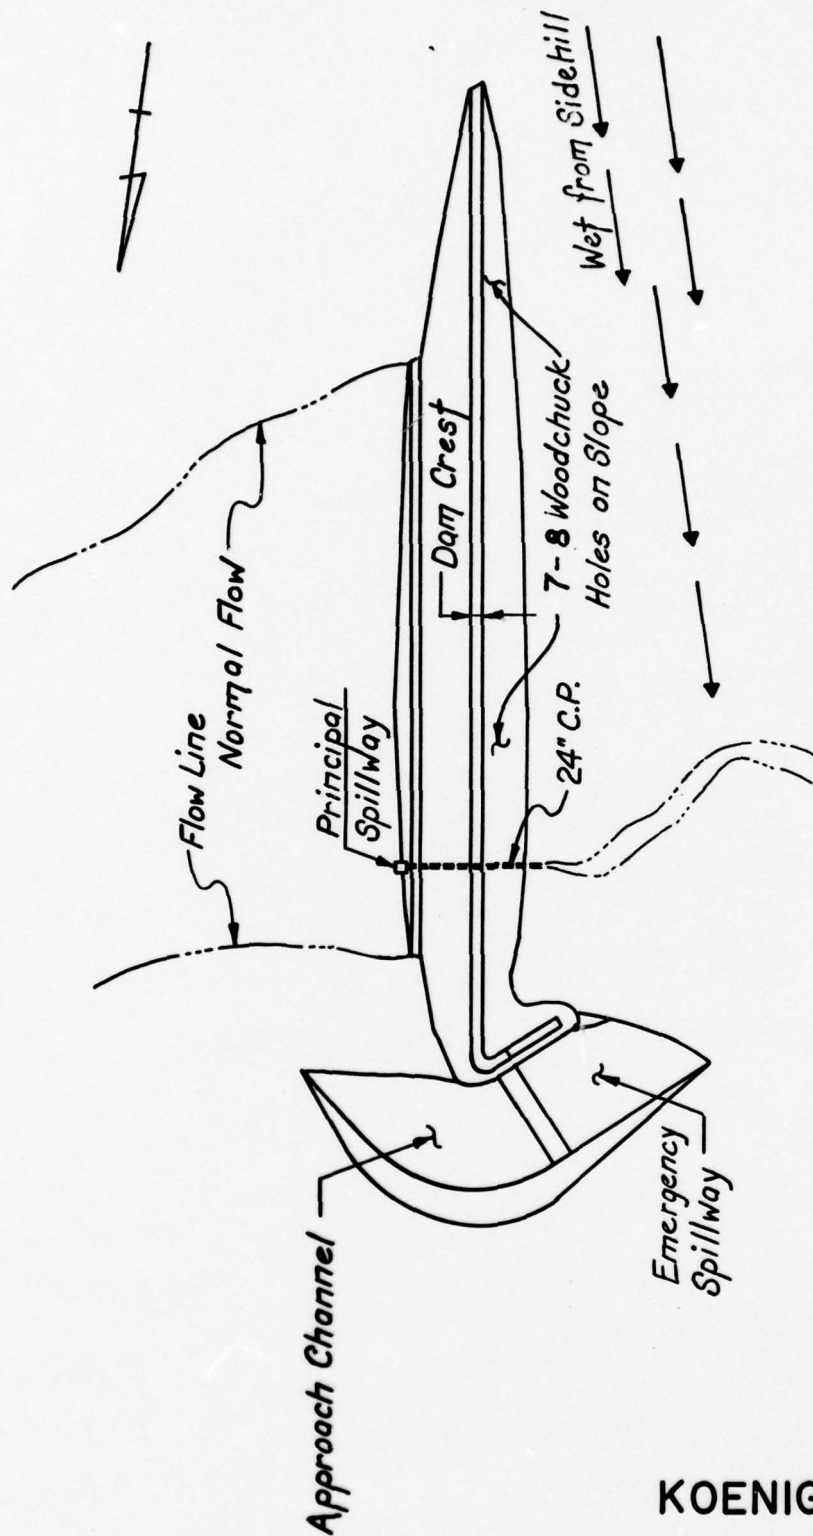 Wet from Sidehill
Flow Line
Normal Flow
Dam Crest
7-8 Woodchuck
Holes on Slope
Principal
Spillway
24" C.P.
Approach Channel
Emergency
Spillway
KOENIG